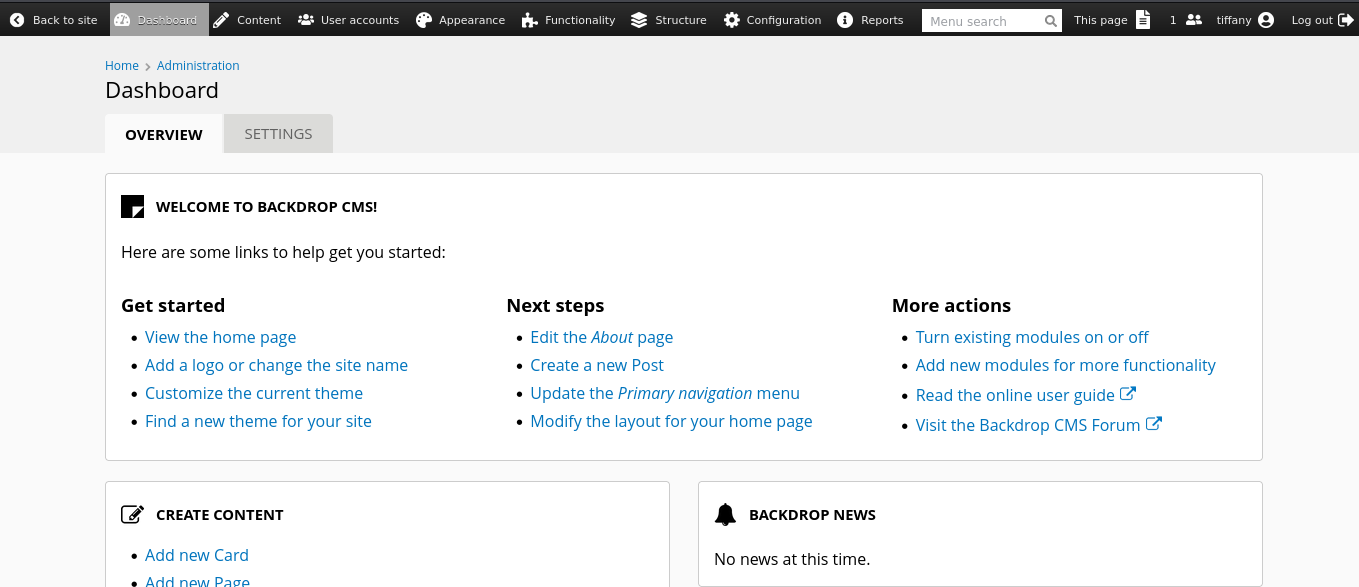 Back to site Dashboard Content User accounts Appearance Functionality Structure Configuration Reports Menu search This page 1 tiffany Log out
Home › Administration
Dashboard
OVERVIEW SETTINGS
WELCOME TO BACKDROP CMS!
Here are some links to help get you started:
Get started
View the home page
Add a logo or change the site name
Customize the current theme
Find a new theme for your site
Next steps
Edit the About page
Create a new Post
Update the Primary navigation menu
Modify the layout for your home page
More actions
Turn existing modules on or off
Add new modules for more functionality
Read the online user guide
Visit the Backdrop CMS Forum
CREATE CONTENT
Add new Card
Add new Page
BACKDROP NEWS
No news at this time.